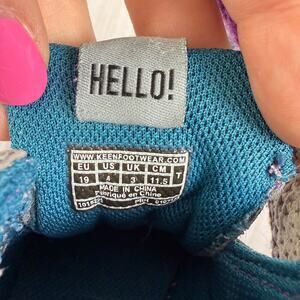 HELLO!
WWW.KEENFOOTWEAR.COM
EU US UK CM T
19 4 3 11.5
MADE IN CHINA
Fabriqué en Chine